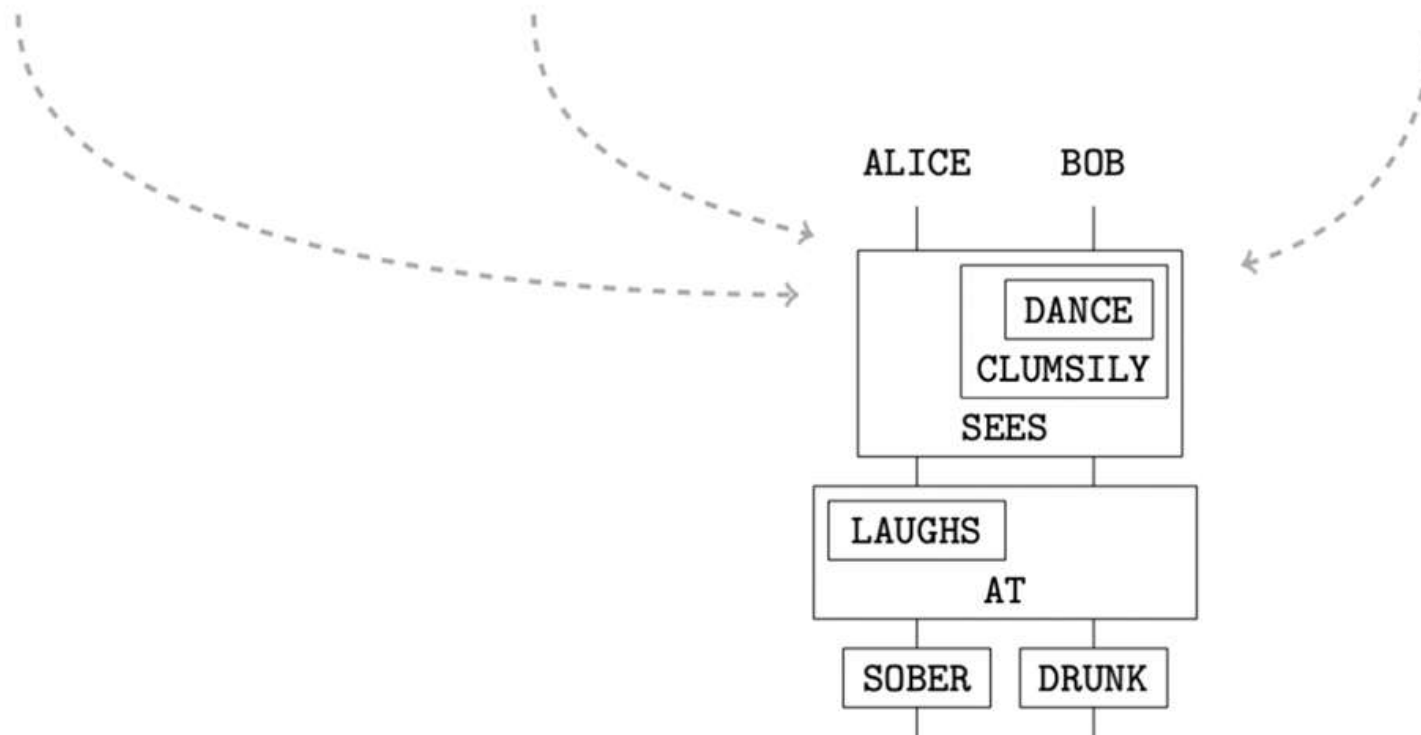 ALICE BOB
DANCE
CLUMSILY
SEES
LAUGHS
AT
SOBER DRUNK